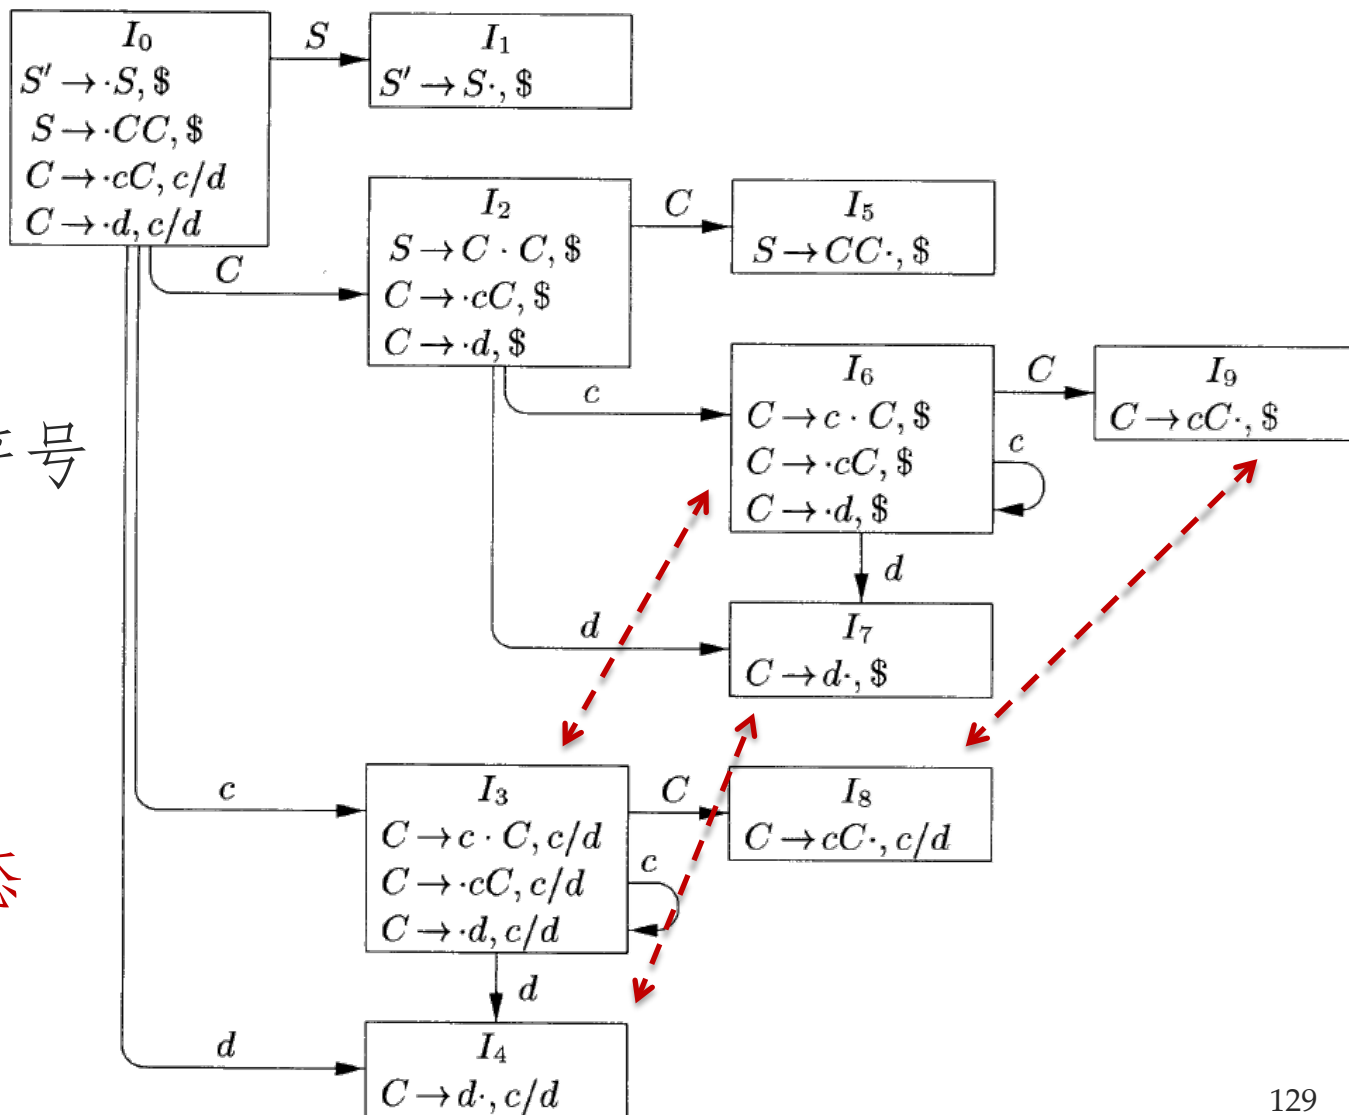 I₀
S′ → ·S, $
S → ·CC, $
C → ·cC, c/d
C → ·d, c/d
S
I₁
S′ → S·, $
C
I₂
S → C · C, $
C → ·cC, $
C → ·d, $
C
I₅
S → CC·, $
c
I₆
C → c · C, $
C → ·cC, $
C → ·d, $
C
I₉
C → cC·, $
c
号
d
d
I₇
C → d·, $
c
I₃
C → c · C, c/d
C → ·cC, c/d
C → ·d, c/d
C
I₈
C → cC·, c/d
c
d
d
I₄
C → d·, c/d
129